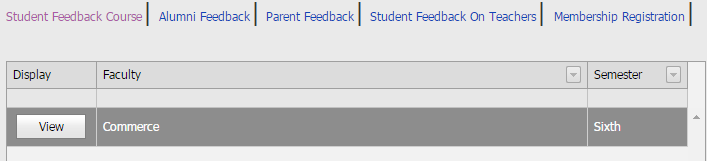 Student Feedback Course | Alumni Feedback | Parent Feedback | Student Feedback On Teachers | Membership Registration |
Display Faculty Semester
View Commerce Sixth